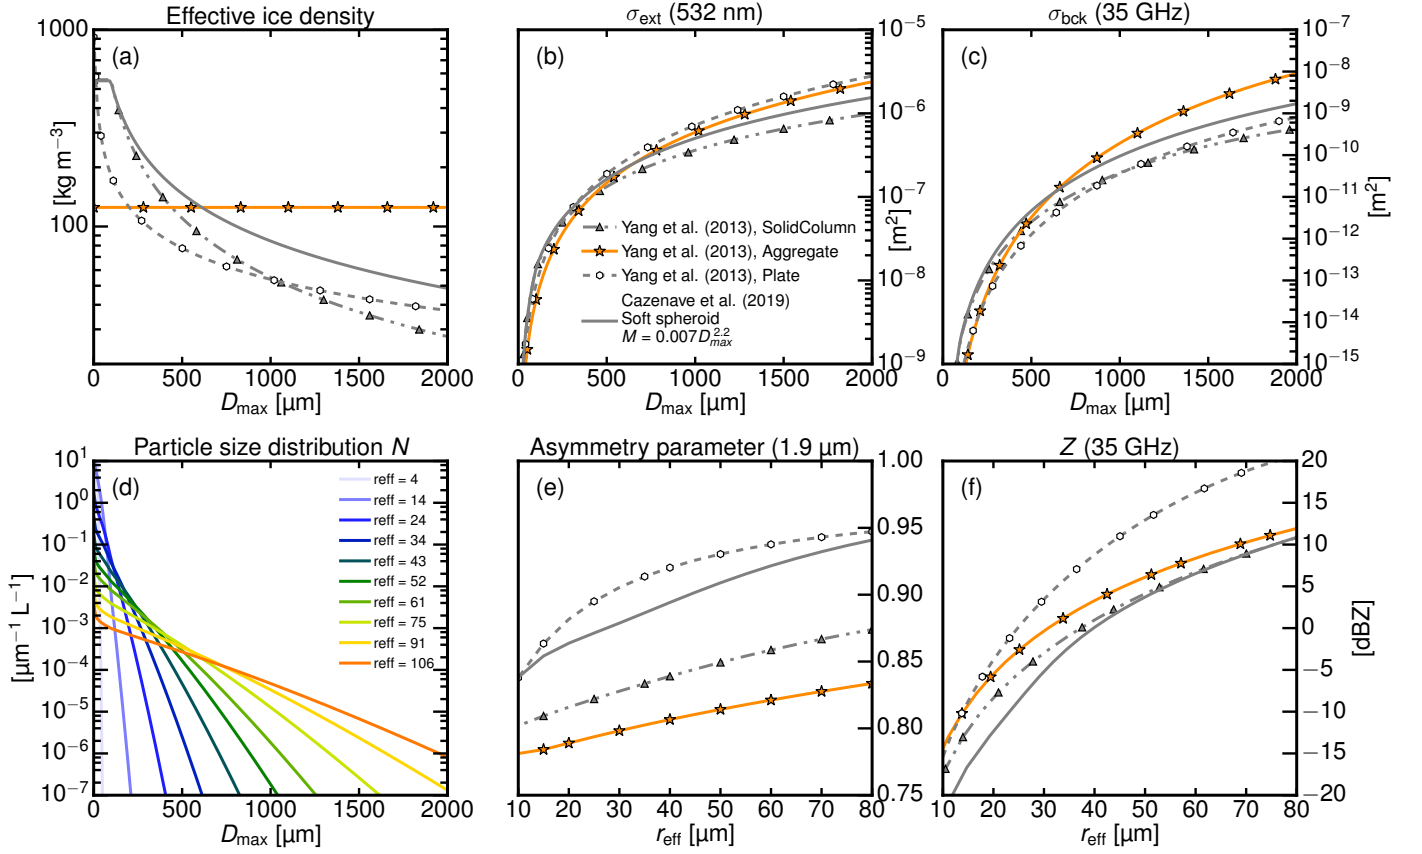 Effective ice density
(a)
1000
100
[kg m⁻³]
0 500 1000 1500 2000
D_max [µm]
σ_ext (532 nm)
(b)
10⁻⁵
10⁻⁶
10⁻⁷
10⁻⁸
10⁻⁹
[m²]
Yang et al. (2013), SolidColumn
Yang et al. (2013), Aggregate
Yang et al. (2013), Plate
Cazenave et al. (2019)
Soft spheroid
M = 0.007D_max^2.2
0 500 1000 1500 2000
D_max [µm]
σ_bck (35 GHz)
(c)
10⁻⁷
10⁻⁸
10⁻⁹
10⁻¹⁰
10⁻¹¹
10⁻¹²
10⁻¹³
10⁻¹⁴
10⁻¹⁵
[m²]
0 500 1000 1500 2000
D_max [µm]
Particle size distribution N
(d)
10¹
10⁰
10⁻¹
10⁻²
10⁻³
10⁻⁴
10⁻⁵
10⁻⁶
10⁻⁷
[µm⁻¹ L⁻¹]
reff = 4
reff = 14
reff = 24
reff = 34
reff = 43
reff = 52
reff = 61
reff = 75
reff = 91
reff = 106
0 500 1000 1500 2000
D_max [µm]
Asymmetry parameter (1.9 µm)
(e)
1.00
0.95
0.90
0.85
0.80
0.75
10 20 30 40 50 60 70 80
r_eff [µm]
Z (35 GHz)
(f)
20
15
10
5
0
−5
−10
−15
−20
[dBZ]
10 20 30 40 50 60 70 80
r_eff [µm]